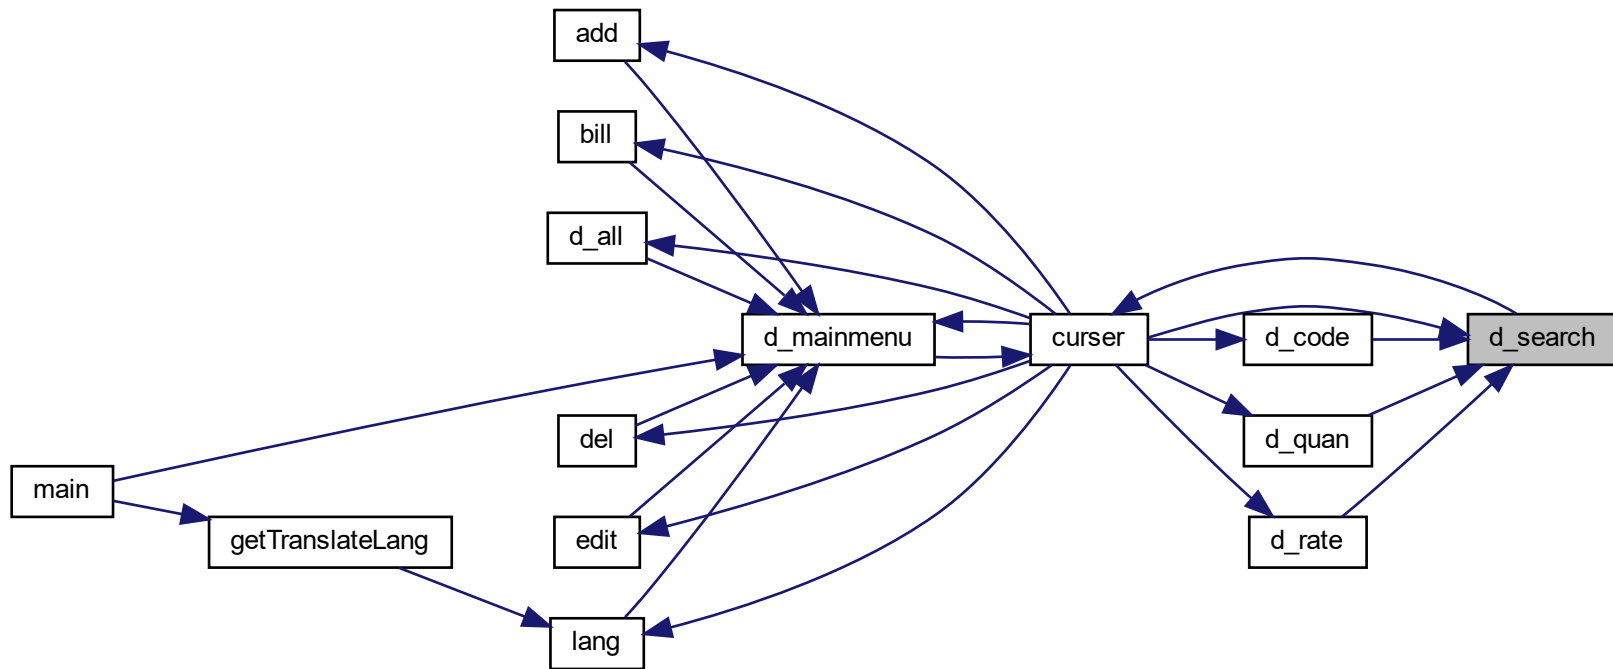 add
bill
d_all
d_mainmenu
curser
d_code
d_search
del
d_quan
main
getTranslateLang
edit
d_rate
lang